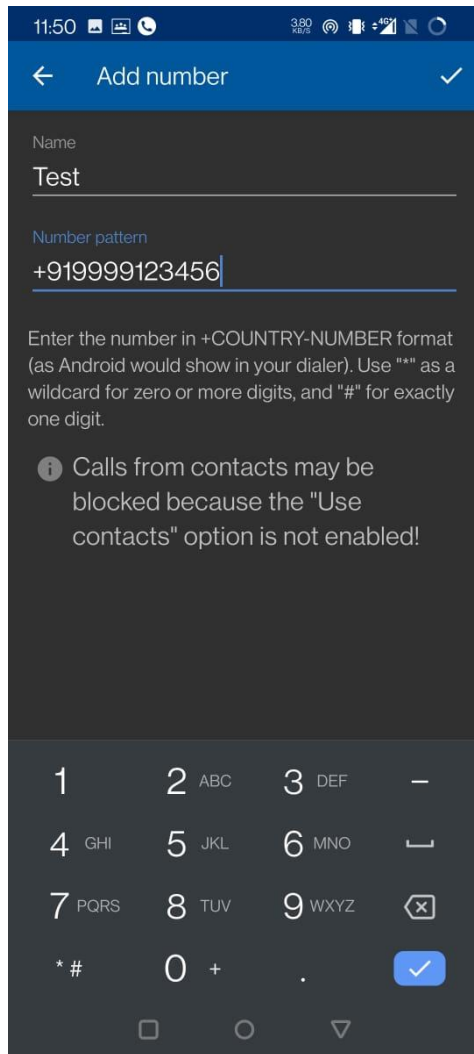 11:50
3.80 KB/S
4G
Add number
Name
Test
Number pattern
+919999123456
Enter the number in +COUNTRY-NUMBER format
(as Android would show in your dialer). Use "*" as a
wildcard for zero or more digits, and "#" for exactly
one digit.
Calls from contacts may be
blocked because the "Use
contacts" option is not enabled!
1 2 ABC 3 DEF –
4 GHI 5 JKL 6 MNO
7 PQRS 8 TUV 9 WXYZ
* # 0 + .